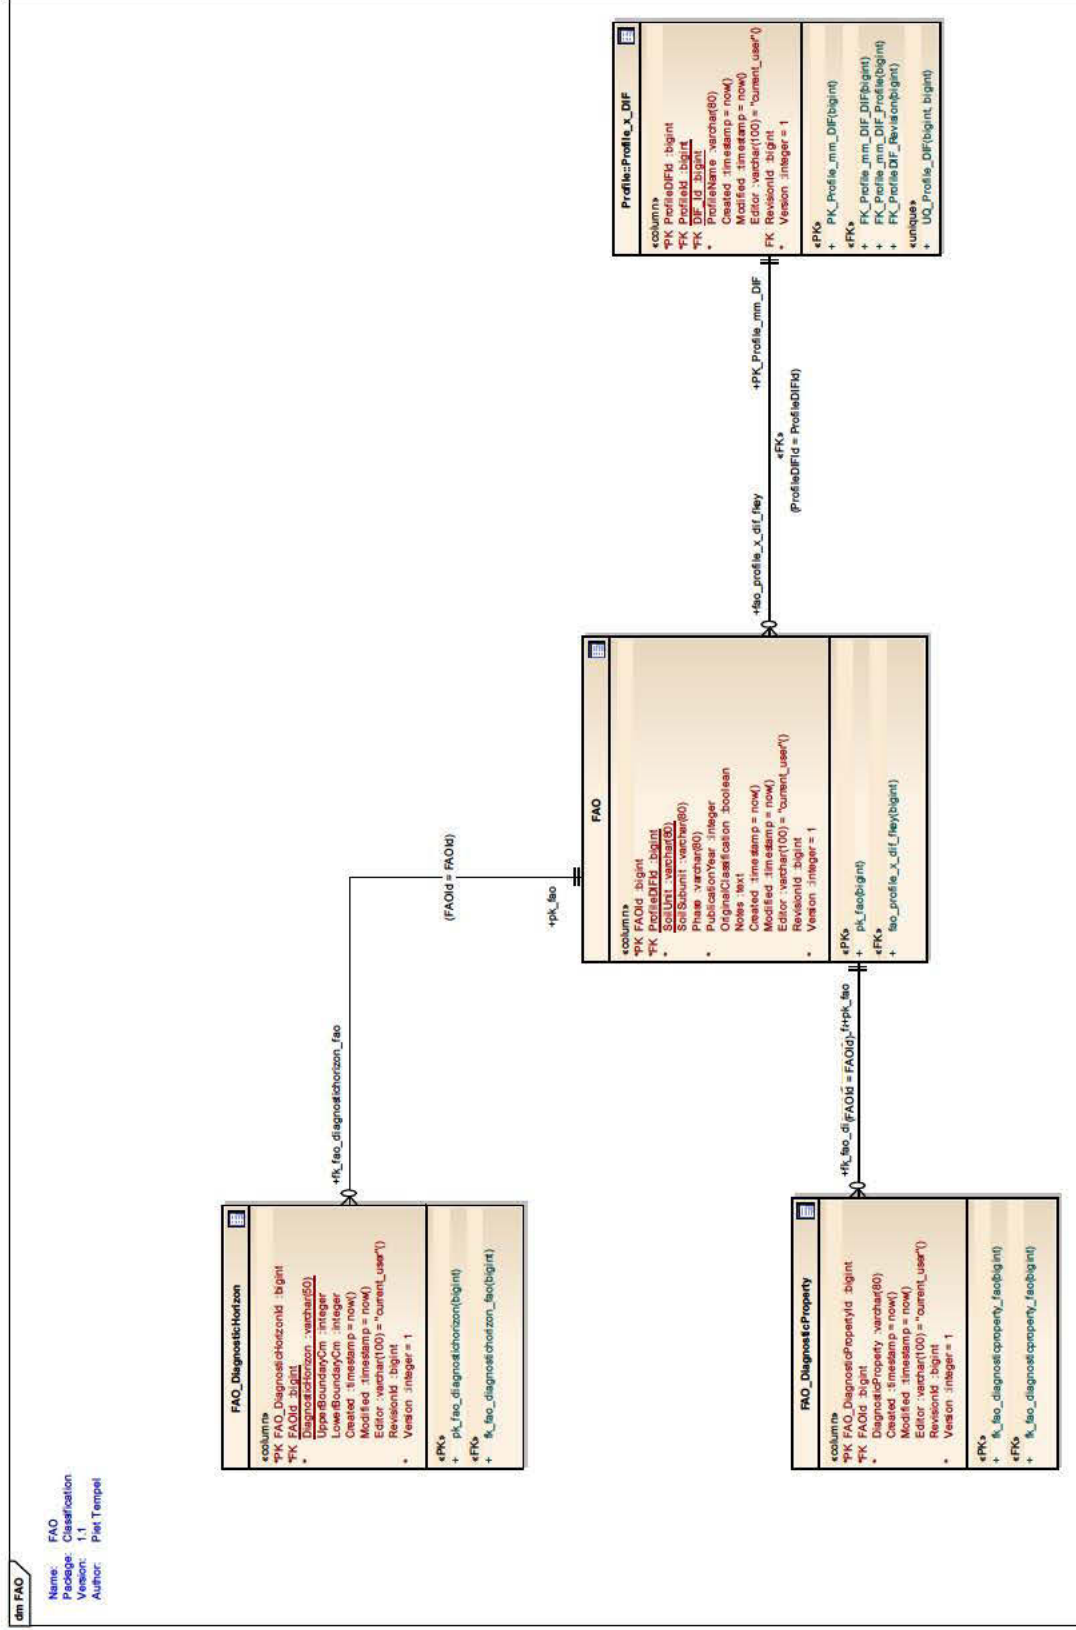 dm FAO
Name: FAO
Package: Classification
Version: 1.1
Author: Piet Tempel
FAO_DiagnosticHorizon
«column»
*PK FAO_DiagnosticHorizonId :bigint
*FK FAOId :bigint
* DiagnosticHorizon :varchar(50)
UpperBoundaryCm :integer
LowerBoundaryCm :integer
Created :timestamp = now()
Modified :timestamp = now()
Editor :varchar(100) = "current_user"()
RevisionId :bigint
* Version :integer = 1
«PK»
+ pk_fao_diagnostichorizon(bigint)
«FK»
+ fk_fao_diagnostichorizon_fao(bigint)
+fk_fao_diagnostichorizon_fao
(FAOId = FAOId)
+pk_fao
FAO_DiagnosticProperty
«column»
*PK FAO_DiagnosticPropertyId :bigint
*FK FAOId :bigint
* DiagnosticProperty :varchar(80)
Created :timestamp = now()
Modified :timestamp = now()
Editor :varchar(100) = "current_user"()
RevisionId :bigint
* Version :integer = 1
«PK»
+ fk_fao_diagnosticproperty_fao(bigint)
«FK»
+ fk_fao_diagnosticproperty_fao(bigint)
+fk_fao_di
(FAOId = FAOId)
+pk_fao
FAO
«column»
*PK FAOId :bigint
*FK ProfileDIFId :bigint
* SoilUnit :varchar(80)
SoilSubunit :varchar(80)
Phase :varchar(80)
* PublicationYear :integer
OriginalClassification :boolean
Notes :text
Created :timestamp = now()
Modified :timestamp = now()
Editor :varchar(100) = "current_user"()
RevisionId :bigint
* Version :integer = 1
«PK»
+ pk_fao(bigint)
«FK»
+ fao_profile_x_dif_fkey(bigint)
+fao_profile_x_dif_fkey
«FK»
(ProfileDIFId = ProfileDIFId)
+PK_Profile_mm_DIF
Profile::Profile_x_DIF
«column»
*PK ProfileDIFId :bigint
*FK ProfileId :bigint
*FK DIF_Id :bigint
* ProfileName :varchar(80)
Created :timestamp = now()
Modified :timestamp = now()
Editor :varchar(100) = "current_user"()
FK RevisionId :bigint
* Version :integer = 1
«PK»
+ PK_Profile_mm_DIF(bigint)
«FK»
+ FK_Profile_mm_DIF_DIF(bigint)
+ FK_Profile_mm_DIF_Profile(bigint)
+ FK_ProfileDIF_Revision(bigint)
«unique»
+ UQ_Profile_DIF(bigint, bigint)